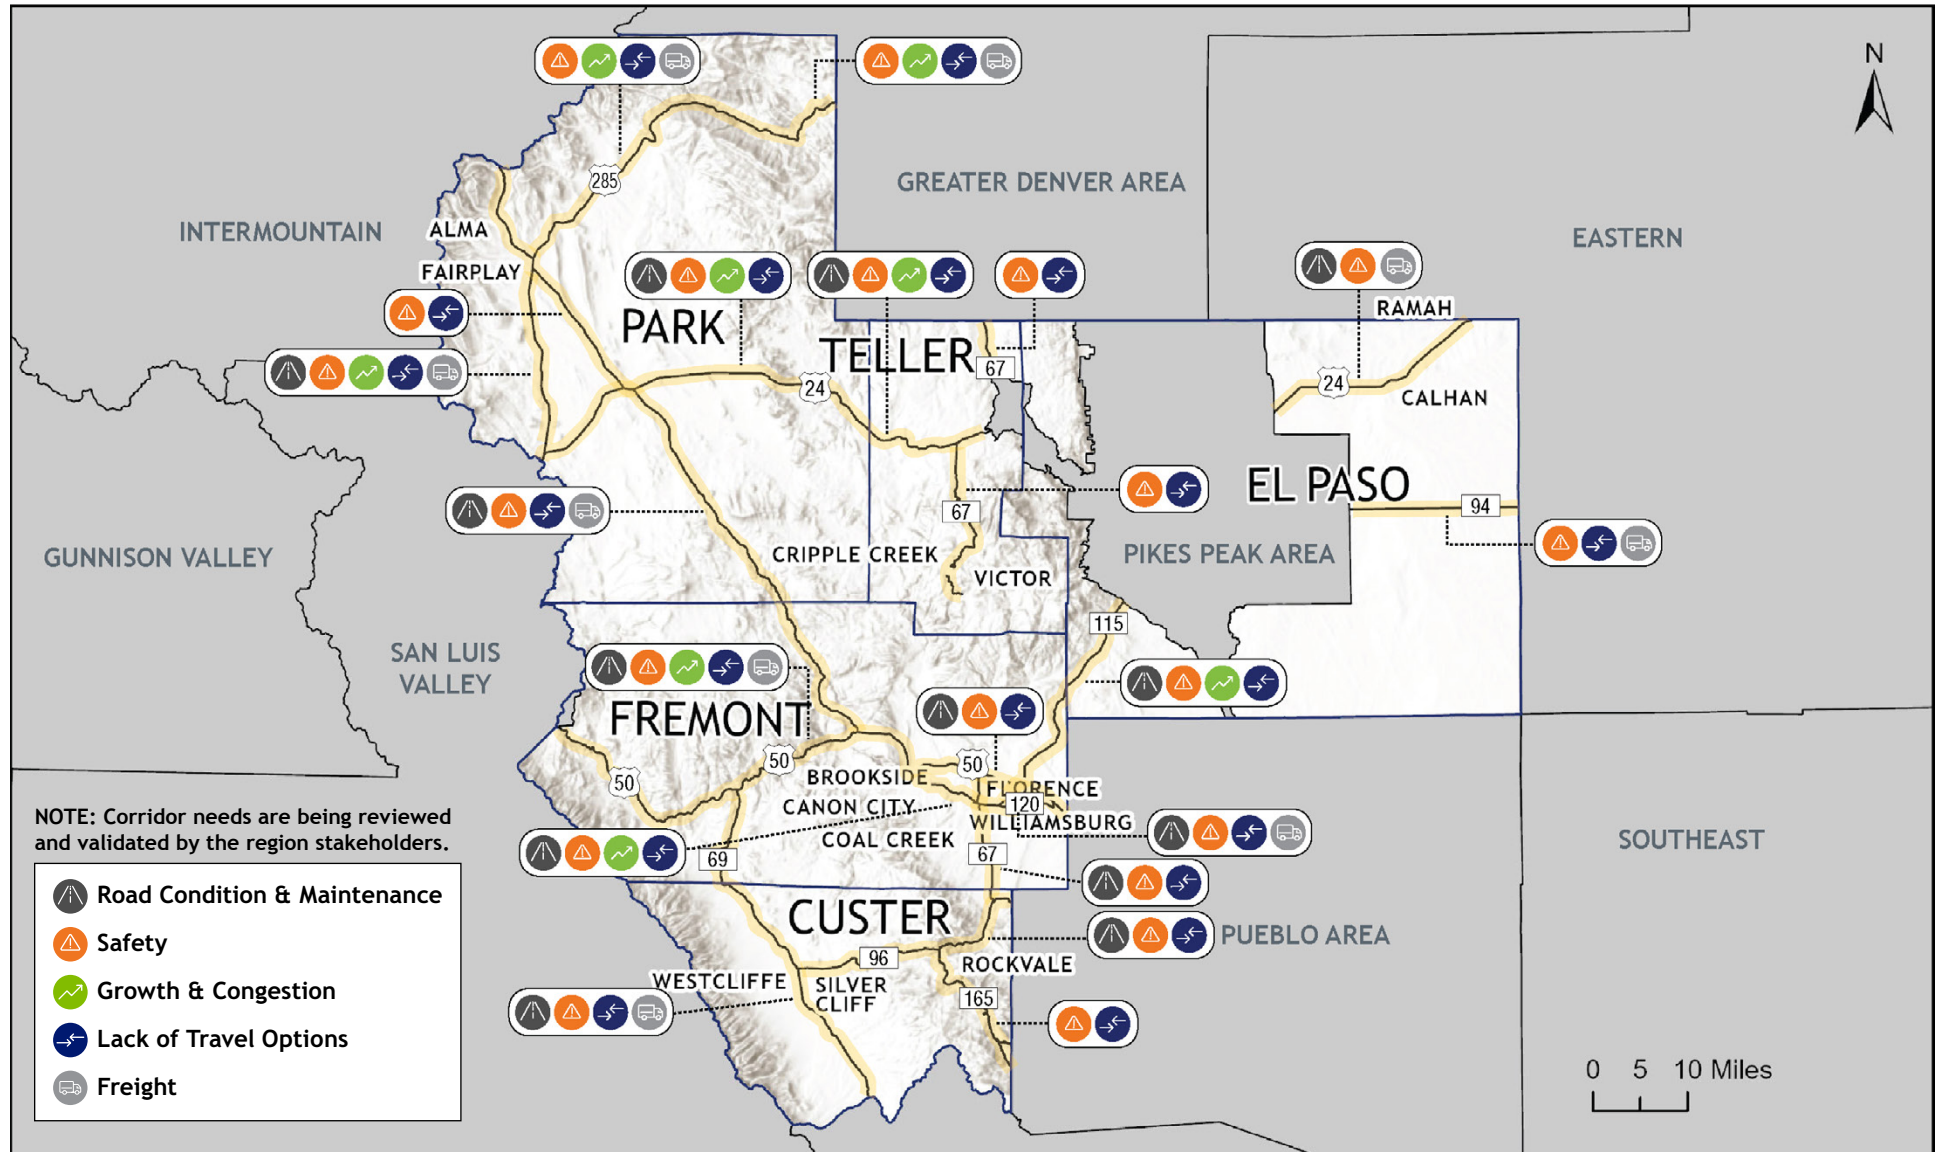 N
GREATER DENVER AREA
285
INTERMOUNTAIN
ALMA
EASTERN
FAIRPLAY
RAMAH
PARK
TELLER
67
24
24
CALHAN
EL PASO
94
67
GUNNISON VALLEY
CRIPPLE CREEK
PIKES PEAK AREA
VICTOR
115
SAN LUIS
VALLEY
FREMONT
50
50
50
BROOKSIDE
FLORENCE
CANON CITY
120
WILLIAMSBURG
COAL CREEK
SOUTHEAST
69
67
NOTE: Corridor needs are being reviewed
and validated by the region stakeholders.
Road Condition & Maintenance
Safety
Growth & Congestion
Lack of Travel Options
Freight
CUSTER
PUEBLO AREA
96
ROCKVALE
WESTCLIFFE
SILVER
CLIFF
165
0 5 10 Miles